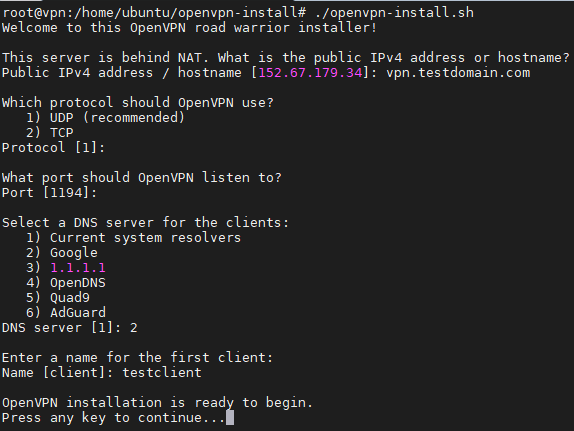 root@vpn:/home/ubuntu/openvpn-install# ./openvpn-install.sh
Welcome to this OpenVPN road warrior installer!
This server is behind NAT. What is the public IPv4 address or hostname?
Public IPv4 address / hostname [152.67.179.34]: vpn.testdomain.com
Which protocol should OpenVPN use?
1) UDP (recommended)
2) TCP
Protocol [1]:
What port should OpenVPN listen to?
Port [1194]:
Select a DNS server for the clients:
1) Current system resolvers
2) Google
3) 1.1.1.1
4) OpenDNS
5) Quad9
6) AdGuard
DNS server [1]: 2
Enter a name for the first client:
Name [client]: testclient
OpenVPN installation is ready to begin.
Press any key to continue...